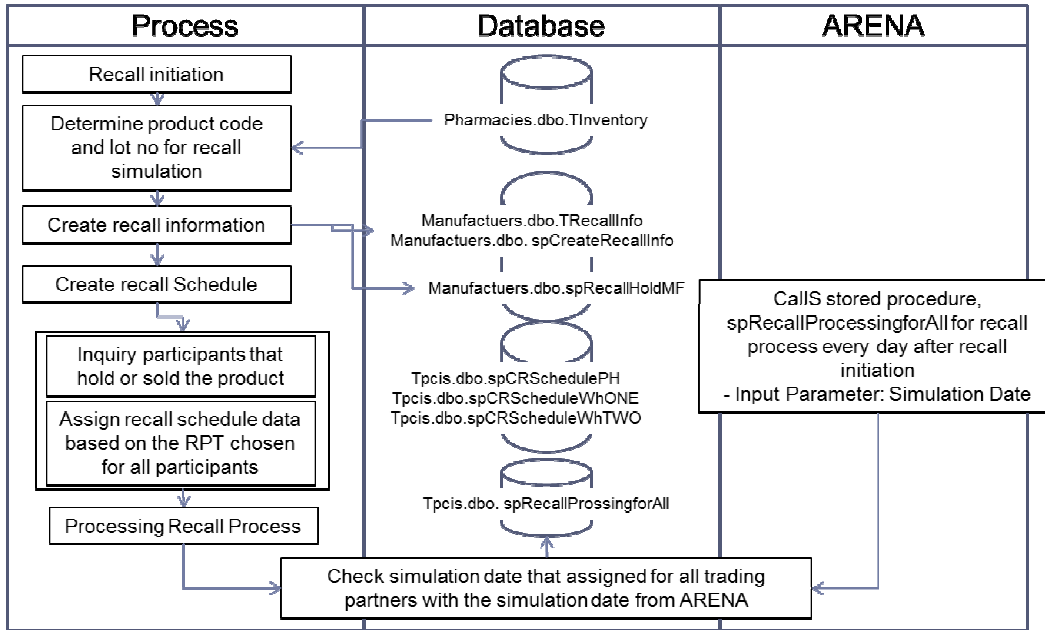 Process
Database
ARENA
Recall initiation
Determine product code
and lot no for recall
simulation
Create recall information
Create recall Schedule
Inquiry participants that
hold or sold the product
Assign recall schedule data
based on the RPT chosen
for all participants
Processing Recall Process
Pharmacies.dbo.TInventory
Manufactuers.dbo.TRecallInfo
Manufactuers.dbo. spCreateRecallInfo
Manufactuers.dbo.spRecallHoldMF
Tpcis.dbo.spCRSchedulePH
Tpcis.dbo.spCRScheduleWhONE
Tpcis.dbo.spCRScheduleWhTWO
Tpcis.dbo. spRecallProssingforAll
CallS stored procedure,
spRecallProcessingforAll for recall
process every day after recall
initiation
- Input Parameter: Simulation Date
Check simulation date that assigned for all trading
partners with the simulation date from ARENA